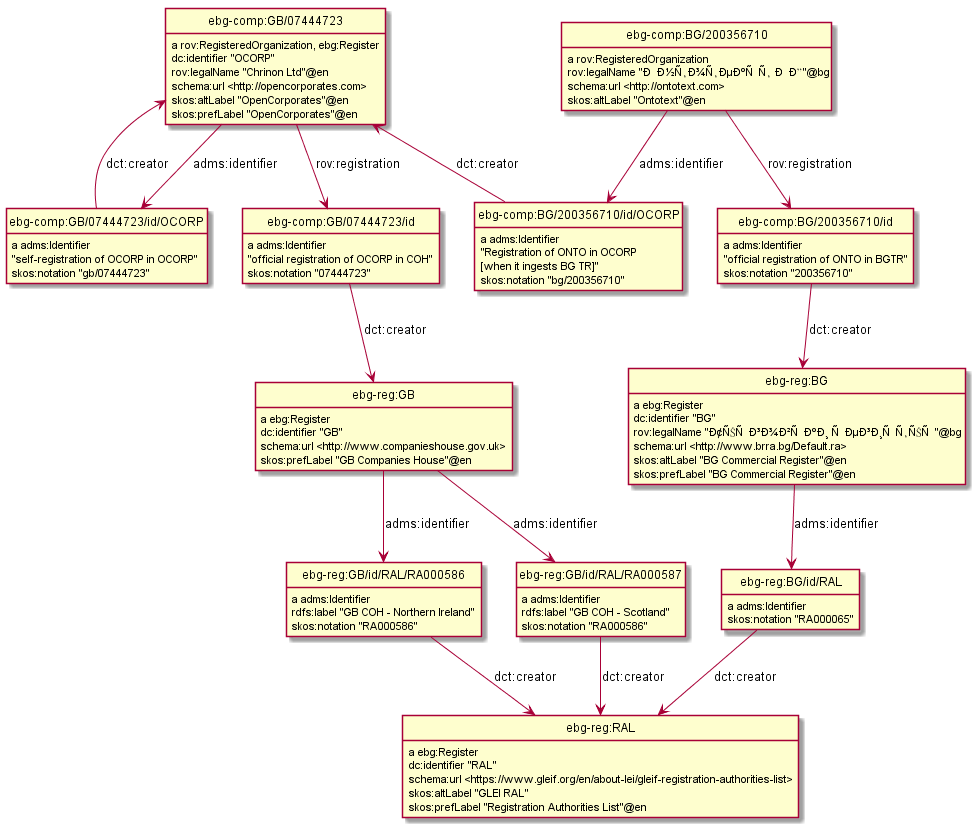 ebg-comp:GB/07444723
a rov:RegisteredOrganization, ebg:Register
dc:identifier "OCORP"
rov:legalName "Chrinon Ltd"@en
schema:url <http://opencorporates.com>
skos:altLabel "OpenCorporates"@en
skos:prefLabel "OpenCorporates"@en
ebg-comp:BG/200356710
a rov:RegisteredOrganization
rov:legalName "@bg
schema:url <http://ontotext.com>
skos:altLabel "Ontotext"@en
dct:creator
adms:identifier
rov:registration
dct:creator
adms:identifier
rov:registration
ebg-comp:GB/07444723/id/OCORP
a adms:Identifier
"self-registration of OCORP in OCORP"
skos:notation "gb/07444723"
ebg-comp:GB/07444723/id
a adms:Identifier
"official registration of OCORP in COH"
skos:notation "07444723"
ebg-comp:BG/200356710/id/OCORP
a adms:Identifier
"Registration of ONTO in OCORP
[when it ingests BG TR]"
skos:notation "bg/200356710"
ebg-comp:BG/200356710/id
a adms:Identifier
"official registration of ONTO in BGTR"
skos:notation "200356710"
dct:creator
dct:creator
ebg-reg:GB
a ebg:Register
dc:identifier "GB"
schema:url <http://www.companieshouse.gov.uk>
skos:prefLabel "GB Companies House"@en
ebg-reg:BG
a ebg:Register
dc:identifier "BG"
rov:legalName "@bg
schema:url <http://www.brra.bg/Default.ra>
skos:altLabel "BG Commercial Register"@en
skos:prefLabel "BG Commercial Register"@en
adms:identifier
adms:identifier
adms:identifier
ebg-reg:GB/id/RAL/RA000586
a adms:Identifier
rdfs:label "GB COH - Northern Ireland"
skos:notation "RA000586"
ebg-reg:GB/id/RAL/RA000587
a adms:Identifier
rdfs:label "GB COH - Scotland"
skos:notation "RA000586"
ebg-reg:BG/id/RAL
a adms:Identifier
skos:notation "RA000065"
dct:creator
dct:creator
dct:creator
ebg-reg:RAL
a ebg:Register
dc:identifier "RAL"
schema:url <https://www.gleif.org/en/about-lei/gleif-registration-authorities-list>
skos:altLabel "GLEI RAL"
skos:prefLabel "Registration Authorities List"@en